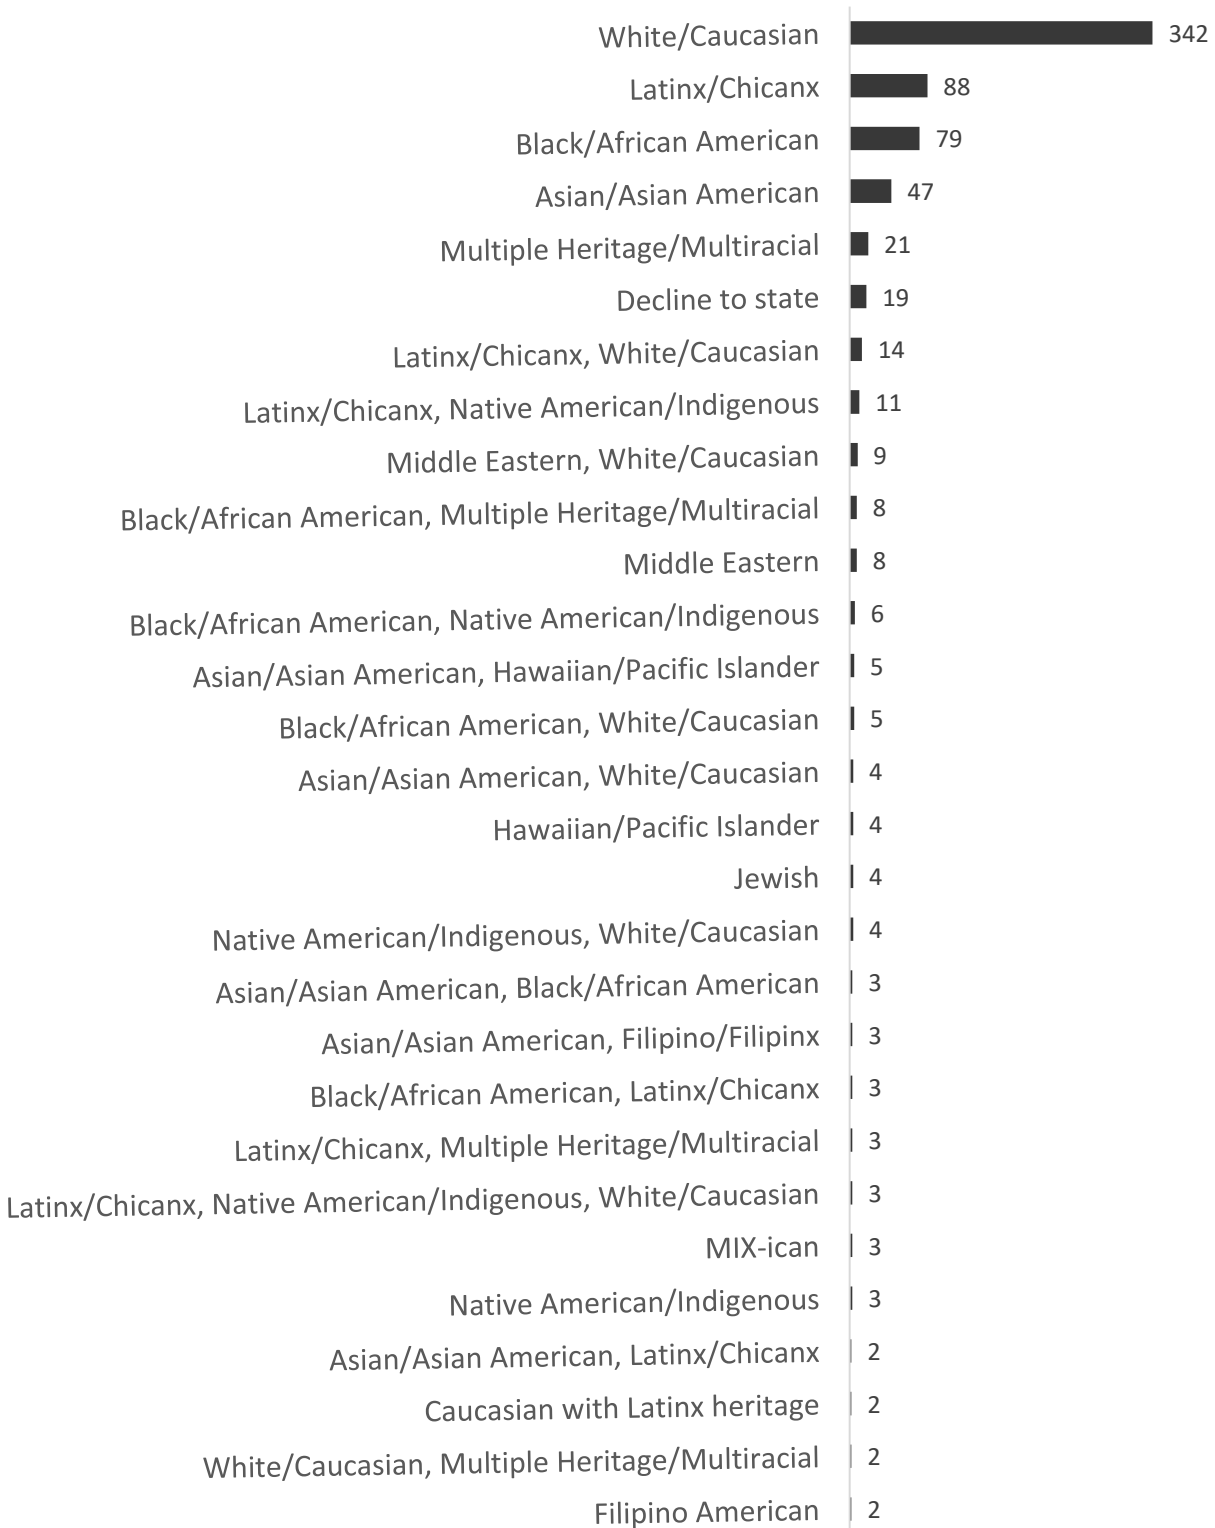 White/Caucasian 342
Latinx/Chicanx 88
Black/African American 79
Asian/Asian American 47
Multiple Heritage/Multiracial 21
Decline to state 19
Latinx/Chicanx, White/Caucasian 14
Latinx/Chicanx, Native American/Indigenous 11
Middle Eastern, White/Caucasian 9
Black/African American, Multiple Heritage/Multiracial 8
Middle Eastern 8
Black/African American, Native American/Indigenous 6
Asian/Asian American, Hawaiian/Pacific Islander 5
Black/African American, White/Caucasian 5
Asian/Asian American, White/Caucasian 4
Hawaiian/Pacific Islander 4
Jewish 4
Native American/Indigenous, White/Caucasian 4
Asian/Asian American, Black/African American 3
Asian/Asian American, Filipino/Filipinx 3
Black/African American, Latinx/Chicanx 3
Latinx/Chicanx, Multiple Heritage/Multiracial 3
Latinx/Chicanx, Native American/Indigenous, White/Caucasian 3
MIX-ican 3
Native American/Indigenous 3
Asian/Asian American, Latinx/Chicanx 2
Caucasian with Latinx heritage 2
White/Caucasian, Multiple Heritage/Multiracial 2
Filipino American 2